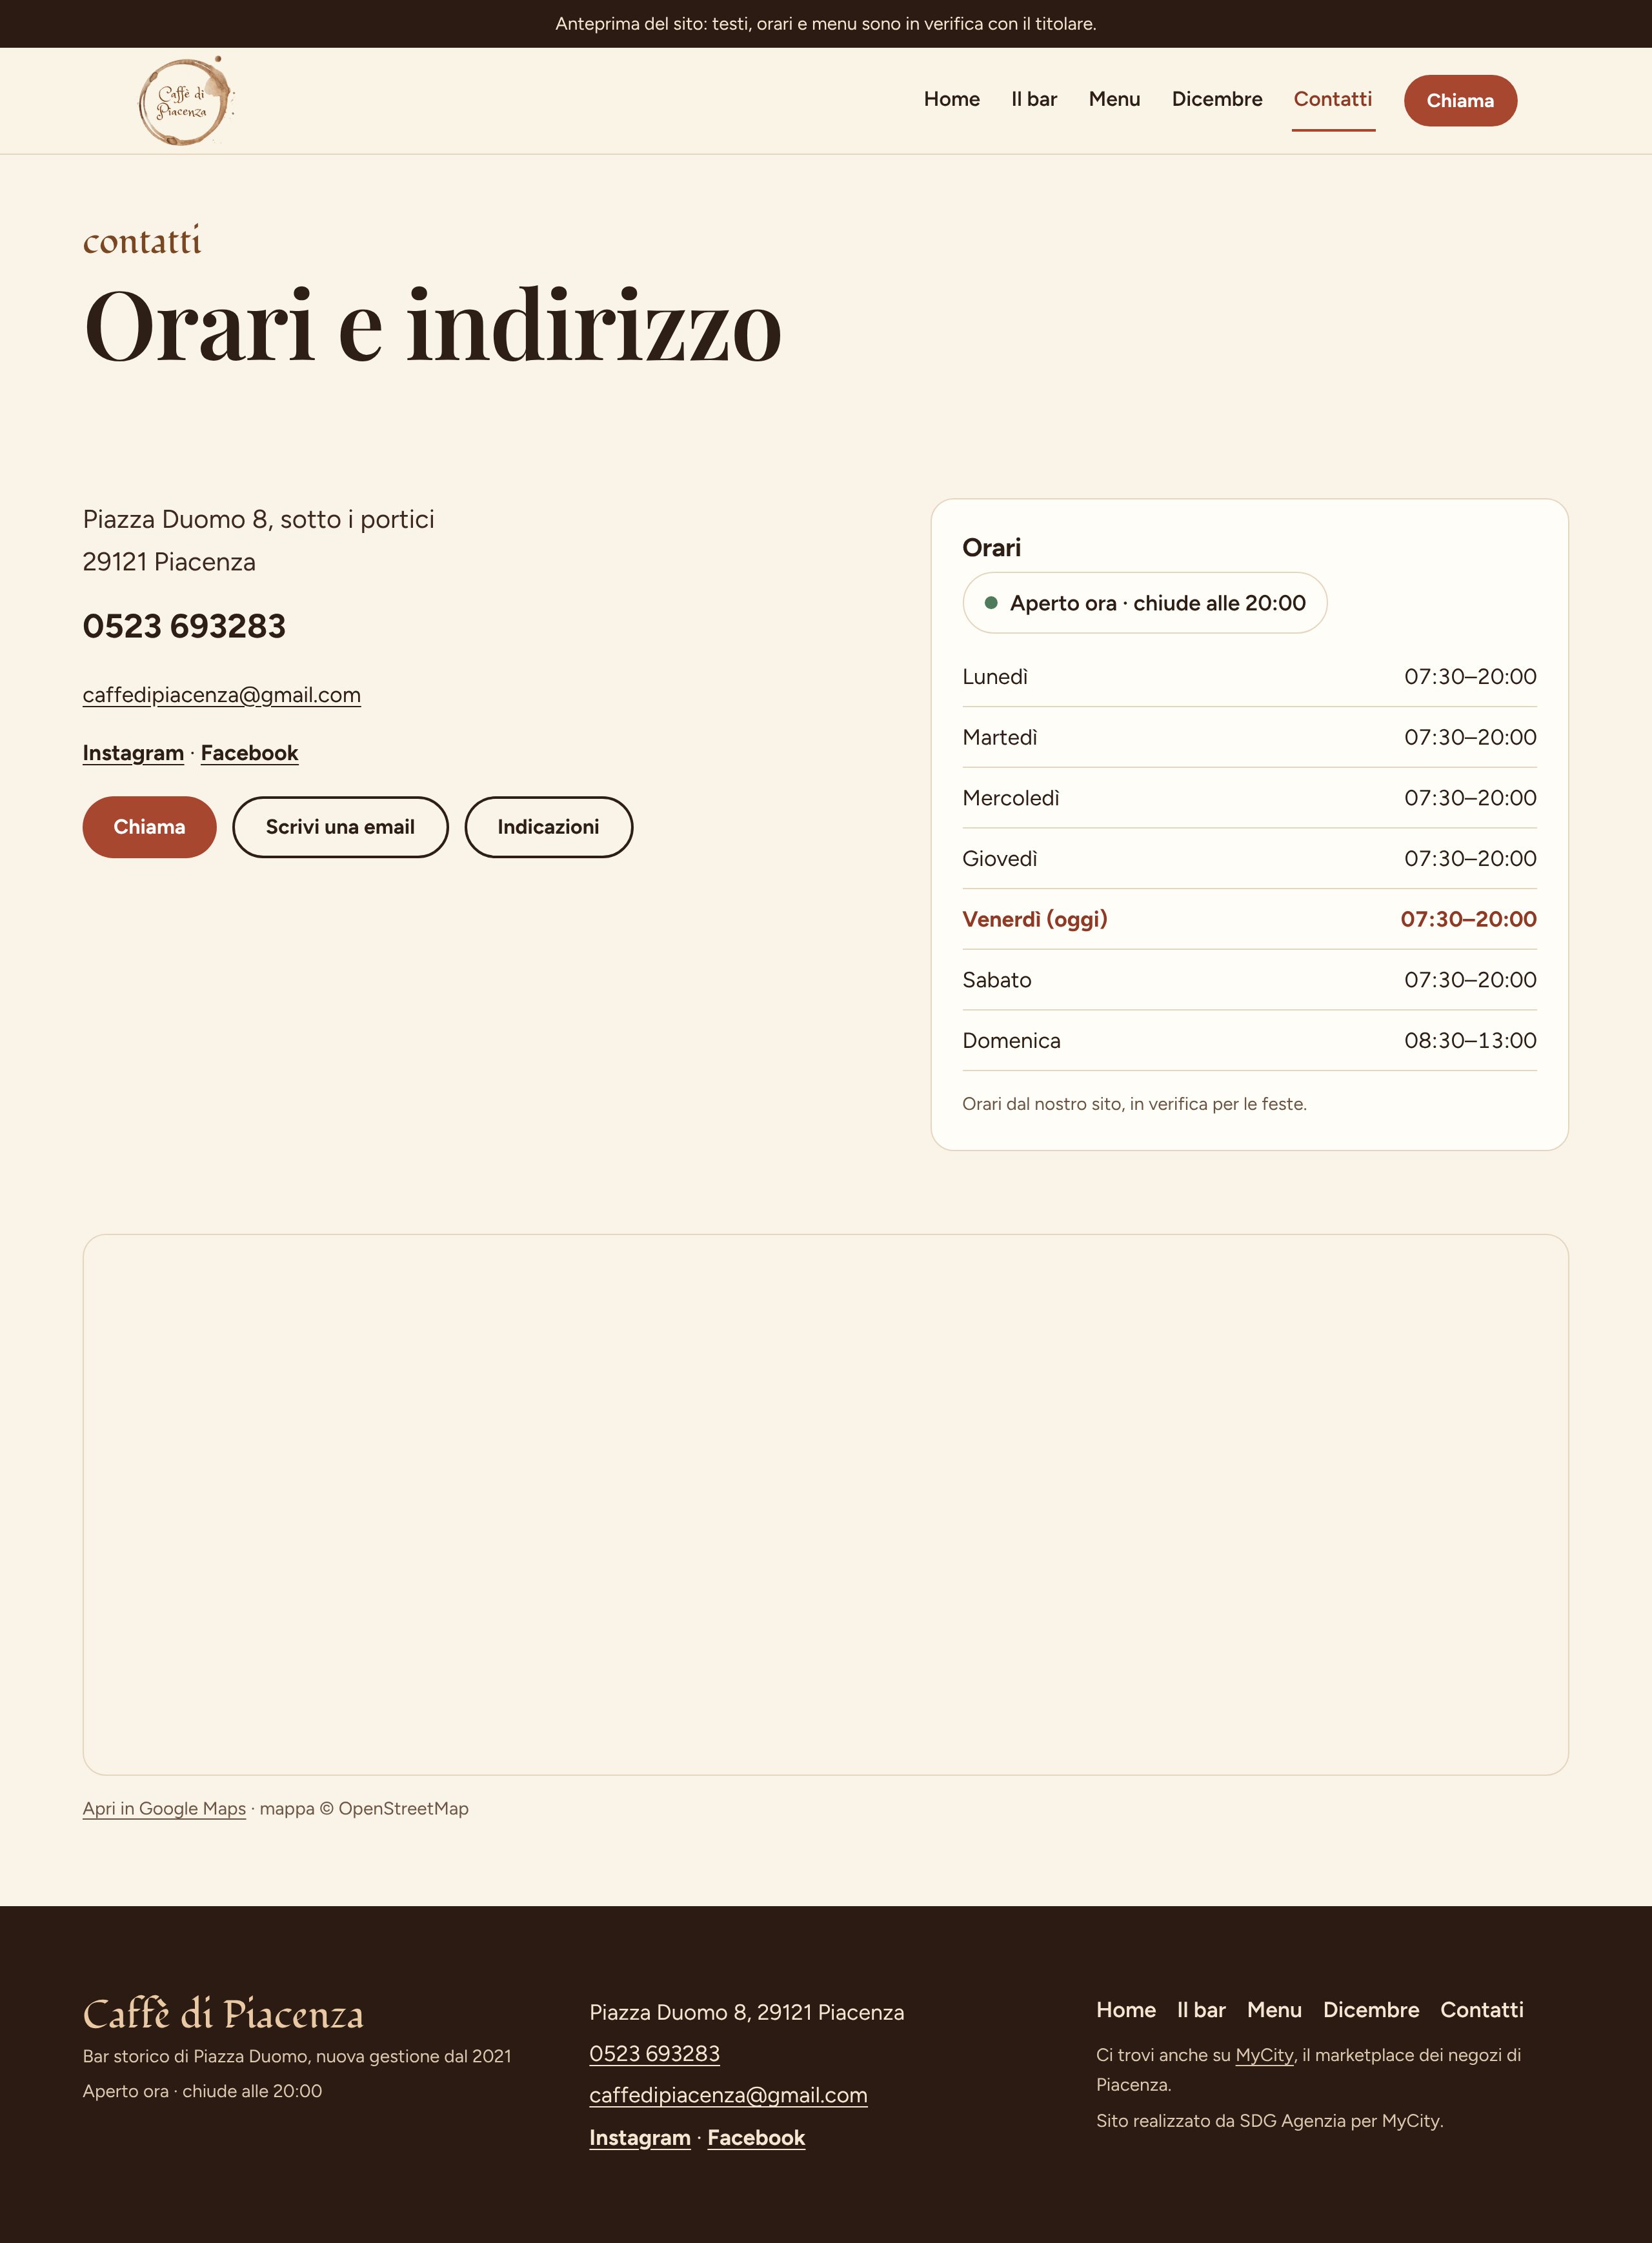 Anteprima del sito: testi, orari e menu sono in verifica con il titolare.
Caffè di
Piacenza
Home Il bar Menu Dicembre Contatti Chiama
contatti
Orari e indirizzo
Piazza Duomo 8, sotto i portici
29121 Piacenza
0523 693283
caffedipiacenza@gmail.com
Instagram · Facebook
Chiama Scrivi una email Indicazioni
Orari
Aperto ora · chiude alle 20:00
Lunedì 07:30–20:00
Martedì 07:30–20:00
Mercoledì 07:30–20:00
Giovedì 07:30–20:00
Venerdì (oggi) 07:30–20:00
Sabato 07:30–20:00
Domenica 08:30–13:00
Orari dal nostro sito, in verifica per le feste.
Apri in Google Maps · mappa © OpenStreetMap
Caffè di Piacenza
Bar storico di Piazza Duomo, nuova gestione dal 2021
Aperto ora · chiude alle 20:00
Piazza Duomo 8, 29121 Piacenza
0523 693283
caffedipiacenza@gmail.com
Instagram · Facebook
Home Il bar Menu Dicembre Contatti
Ci trovi anche su MyCity, il marketplace dei negozi di
Piacenza.
Sito realizzato da SDG Agenzia per MyCity.